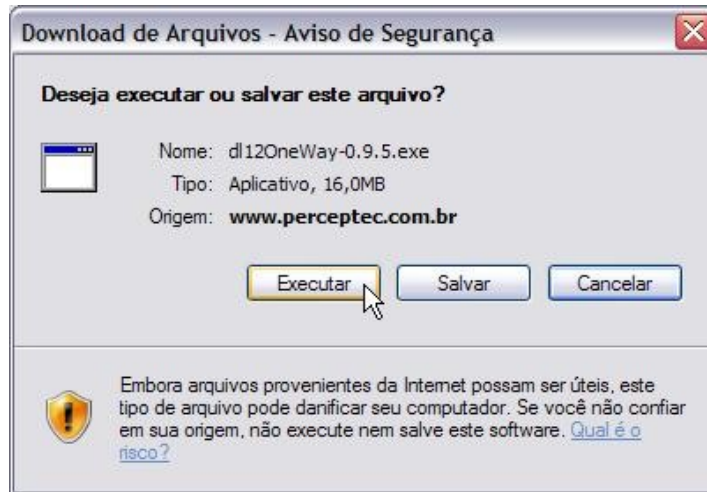 Download de Arquivos - Aviso de Segurança
Deseja executar ou salvar este arquivo?
Nome: dl12OneWay-0.9.5.exe
Tipo: Aplicativo, 16,0MB
Origem: www.perceptec.com.br
Executar Salvar Cancelar
Embora arquivos provenientes da Internet possam ser úteis, este
tipo de arquivo pode danificar seu computador. Se você não confiar
em sua origem, não execute nem salve este software. Qual é o
risco?